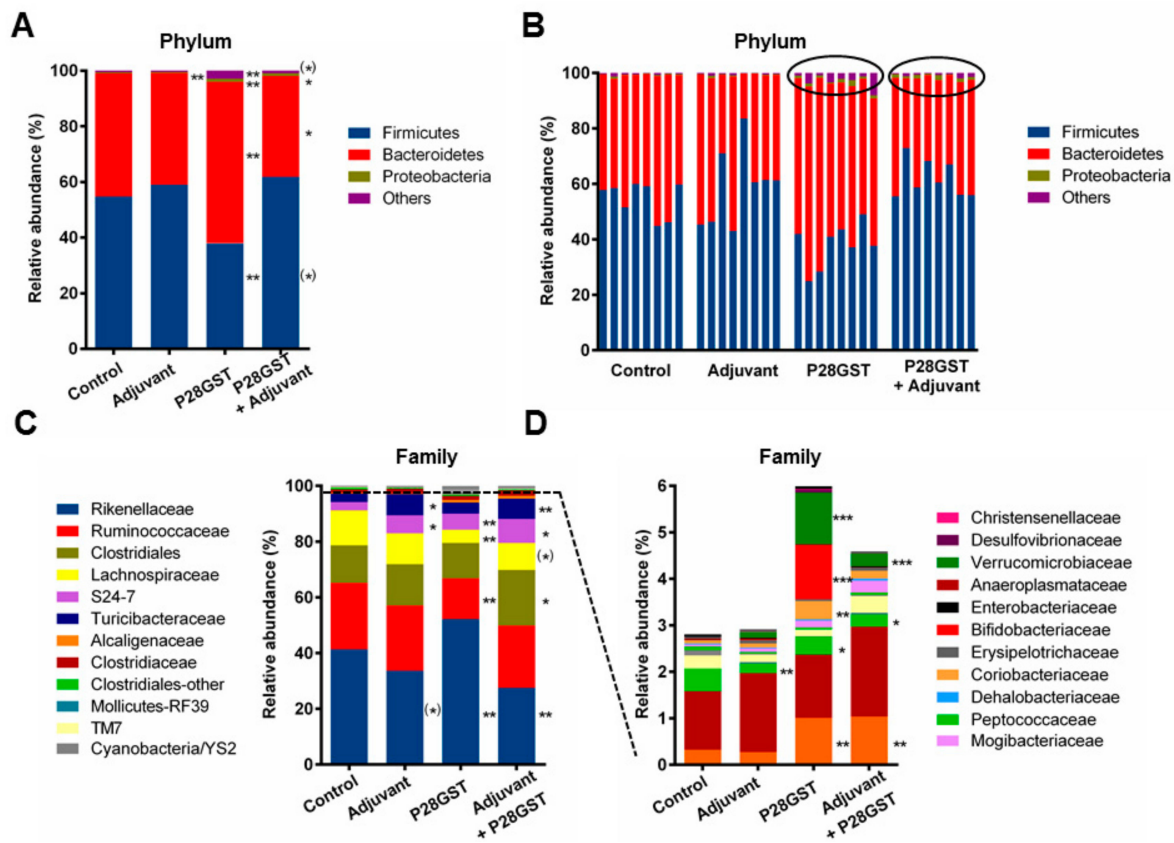 A
Phylum
Relative abundance (%)
100
80
60
40
20
0
**
**
**
**
**
(*)
*
*
(*)
Control
Adjuvant
P28GST
P28GST
+ Adjuvant
Firmicutes
Bacteroidetes
Proteobacteria
Others
B
Phylum
Relative abundance (%)
100
80
60
40
20
0
Control
Adjuvant
P28GST
P28GST
+ Adjuvant
Firmicutes
Bacteroidetes
Proteobacteria
Others
C
Family
Rikenellaceae
Ruminococcaceae
Clostridiales
Lachnospiraceae
S24-7
Turicibacteraceae
Alcaligenaceae
Clostridiaceae
Clostridiales-other
Mollicutes-RF39
TM7
Cyanobacteria/YS2
Relative abundance (%)
100
80
60
40
20
0
*
*
(*)
**
**
**
**
**
*
(*)
*
**
Control
Adjuvant
P28GST
Adjuvant
+ P28GST
D
Family
Relative abundance (%)
6
5
4
3
2
1
0
**
***
***
**
*
**
***
*
**
Control
Adjuvant
P28GST
Adjuvant
+ P28GST
Christensenellaceae
Desulfovibrionaceae
Verrucomicrobiaceae
Anaeroplasmataceae
Enterobacteriaceae
Bifidobacteriaceae
Erysipelotrichaceae
Coriobacteriaceae
Dehalobacteriaceae
Peptococcaceae
Mogibacteriaceae